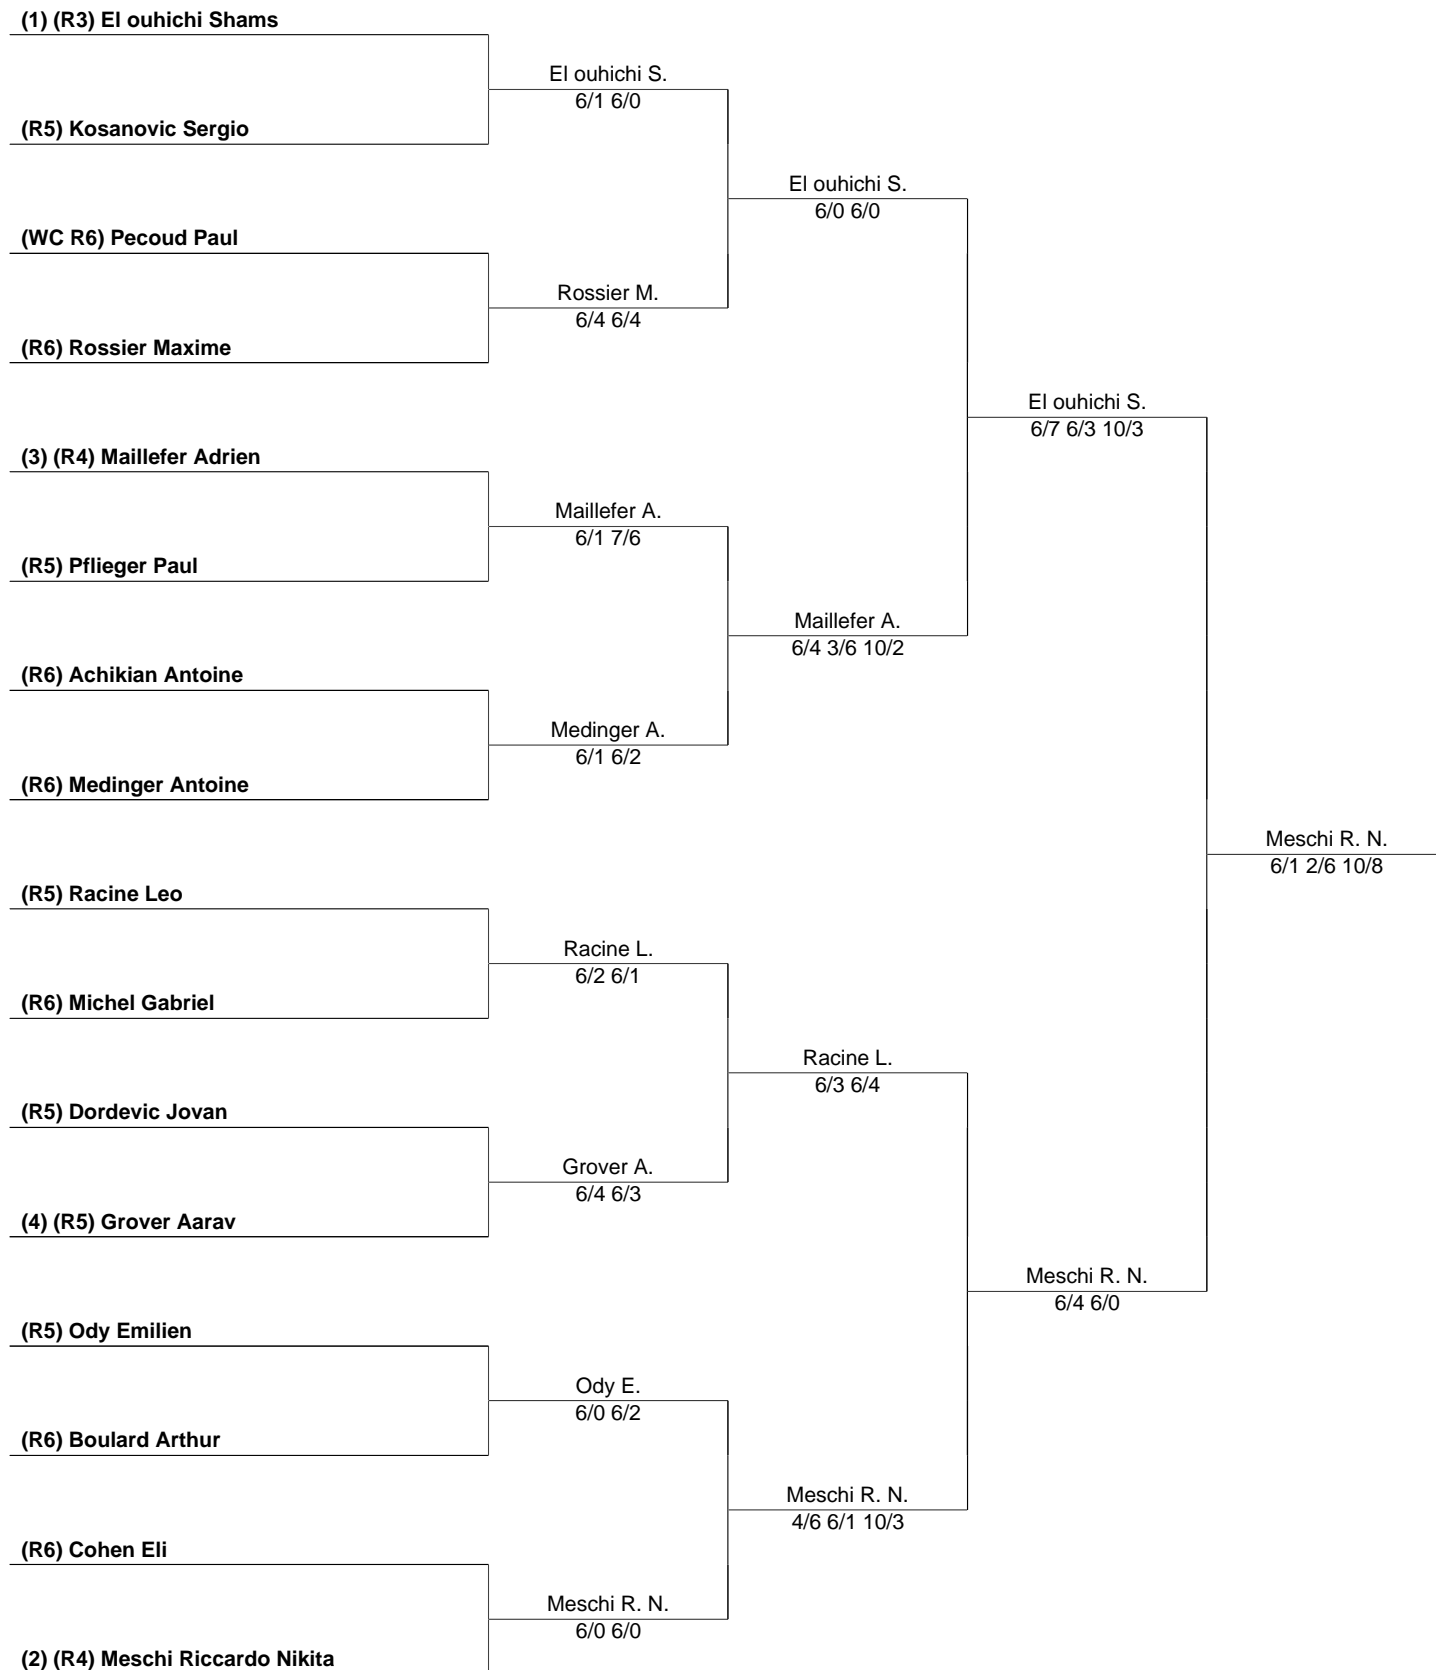 (1) (R3) El ouhichi Shams
El ouhichi S.
6/1 6/0
(R5) Kosanovic Sergio
El ouhichi S.
6/0 6/0
(WC R6) Pecoud Paul
Rossier M.
6/4 6/4
(R6) Rossier Maxime
El ouhichi S.
6/7 6/3 10/3
(3) (R4) Maillefer Adrien
Maillefer A.
6/1 7/6
(R5) Pflieger Paul
Maillefer A.
6/4 3/6 10/2
(R6) Achikian Antoine
Medinger A.
6/1 6/2
(R6) Medinger Antoine
Meschi R. N.
6/1 2/6 10/8
(R5) Racine Leo
Racine L.
6/2 6/1
(R6) Michel Gabriel
Racine L.
6/3 6/4
(R5) Dordevic Jovan
Grover A.
6/4 6/3
(4) (R5) Grover Aarav
Meschi R. N.
6/4 6/0
(R5) Ody Emilien
Ody E.
6/0 6/2
(R6) Boulard Arthur
Meschi R. N.
4/6 6/1 10/3
(R6) Cohen Eli
Meschi R. N.
6/0 6/0
(2) (R4) Meschi Riccardo Nikita